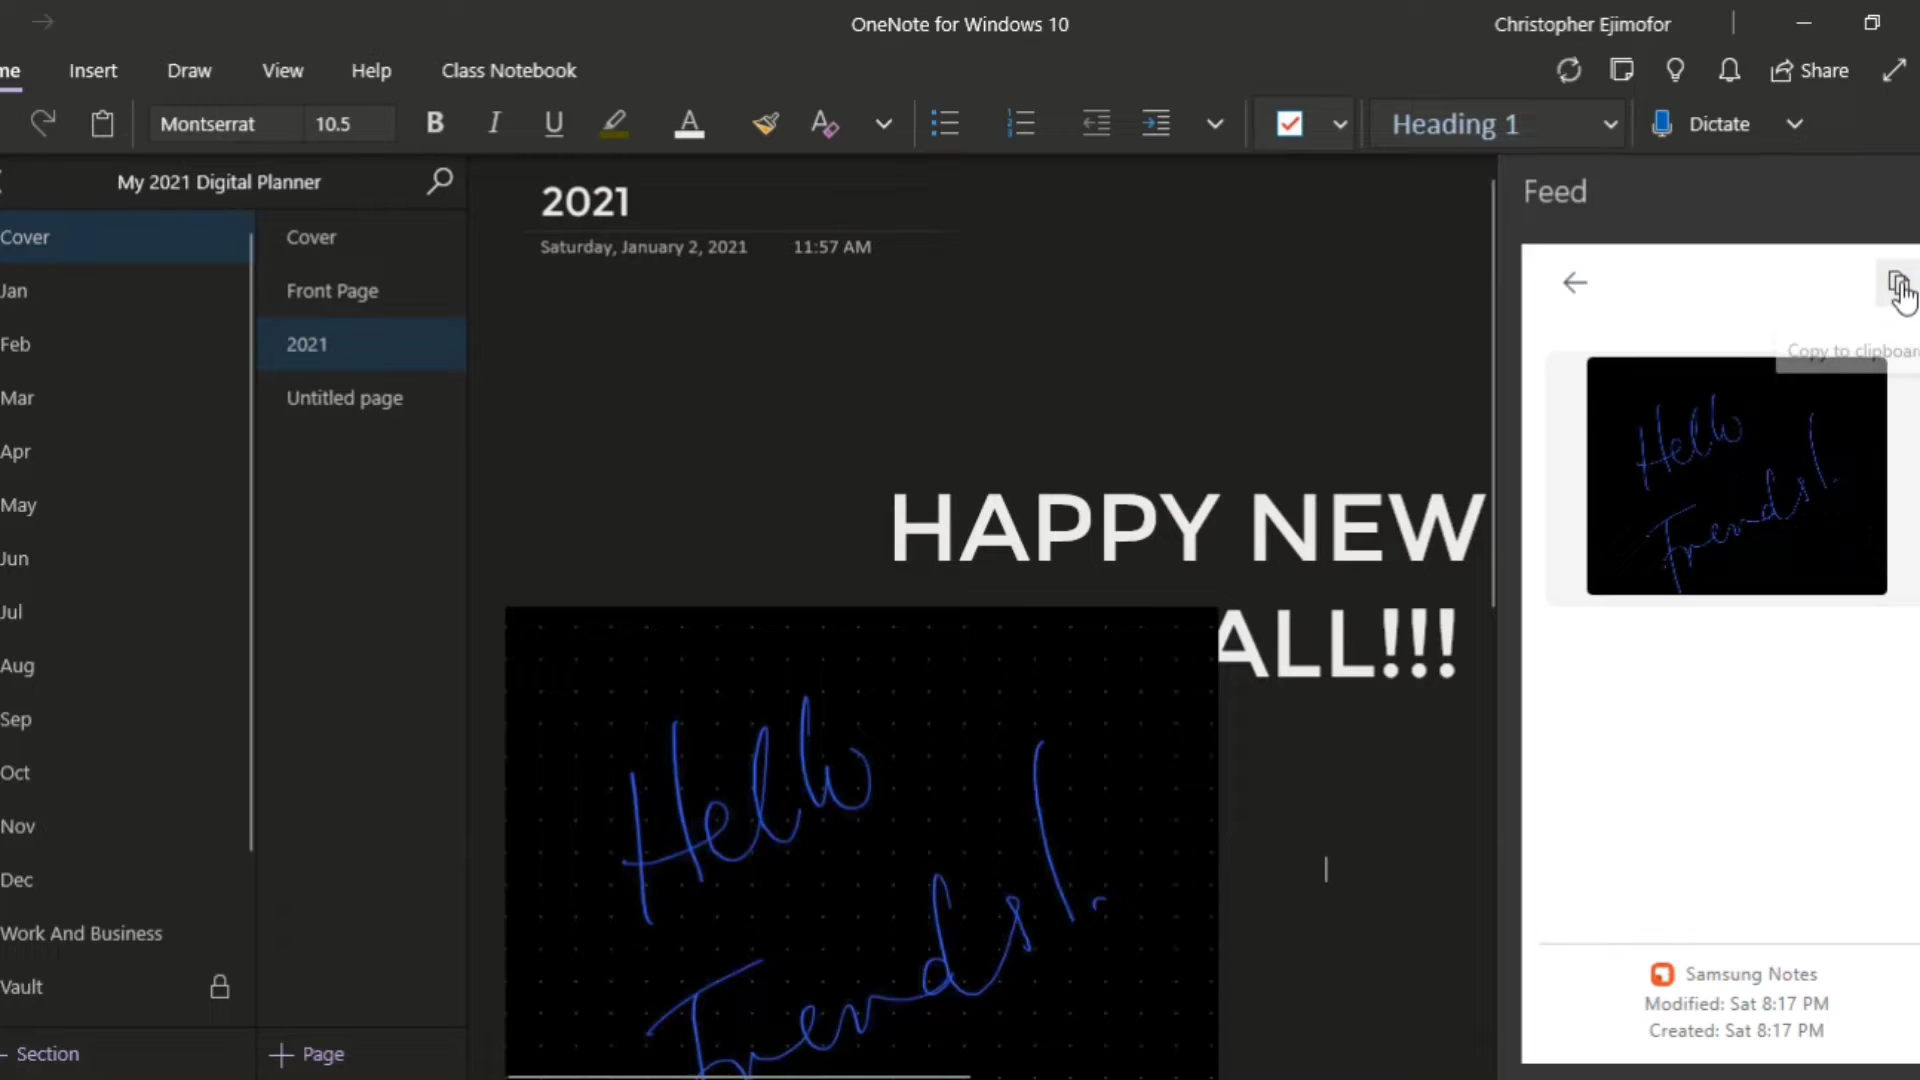 OneNote for Windows 10
Christopher Ejimofor
me
Insert
Draw
View
Help
Class Notebook
Share
Montserrat
10.5
B
I
U
A
A
Heading 1
Dictate
My 2021 Digital Planner
Cover
Jan
Feb
Mar
Apr
May
Jun
Jul
Aug
Sep
Oct
Nov
Dec
Work And Business
Vault
Section
Cover
Front Page
2021
Untitled page
Page
2021
Saturday, January 2, 2021 11:57 AM
HAPPY NEW
ALL!!!
Hello
Friends!
Feed
Copy to clipboar
Hello
Friends!
Samsung Notes
Modified: Sat 8:17 PM
Created: Sat 8:17 PM